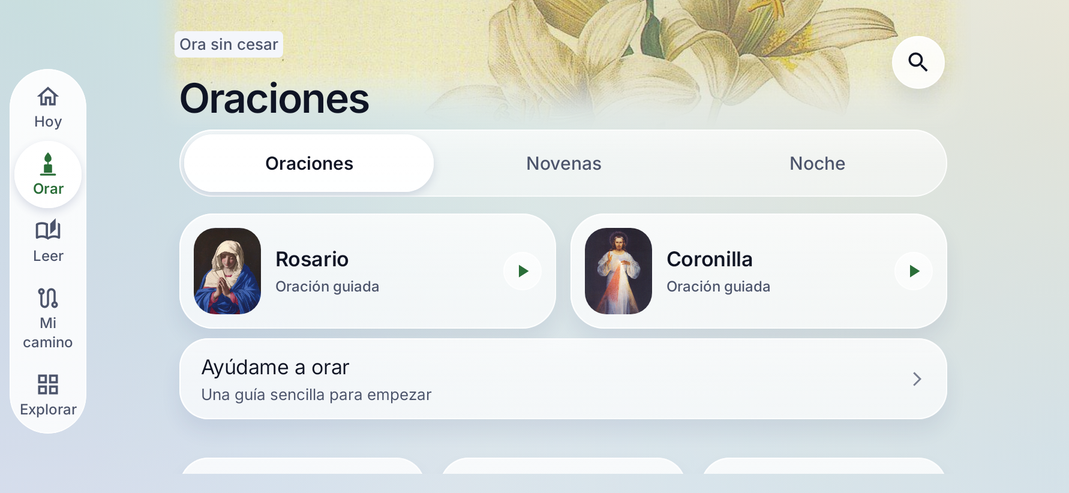 Ora sin cesar
Oraciones
Hoy
Orar
Leer
Mi
camino
Explorar
Oraciones
Novenas
Noche
Rosario
Oración guiada
Coronilla
Oración guiada
Ayúdame a orar
Una guía sencilla para empezar